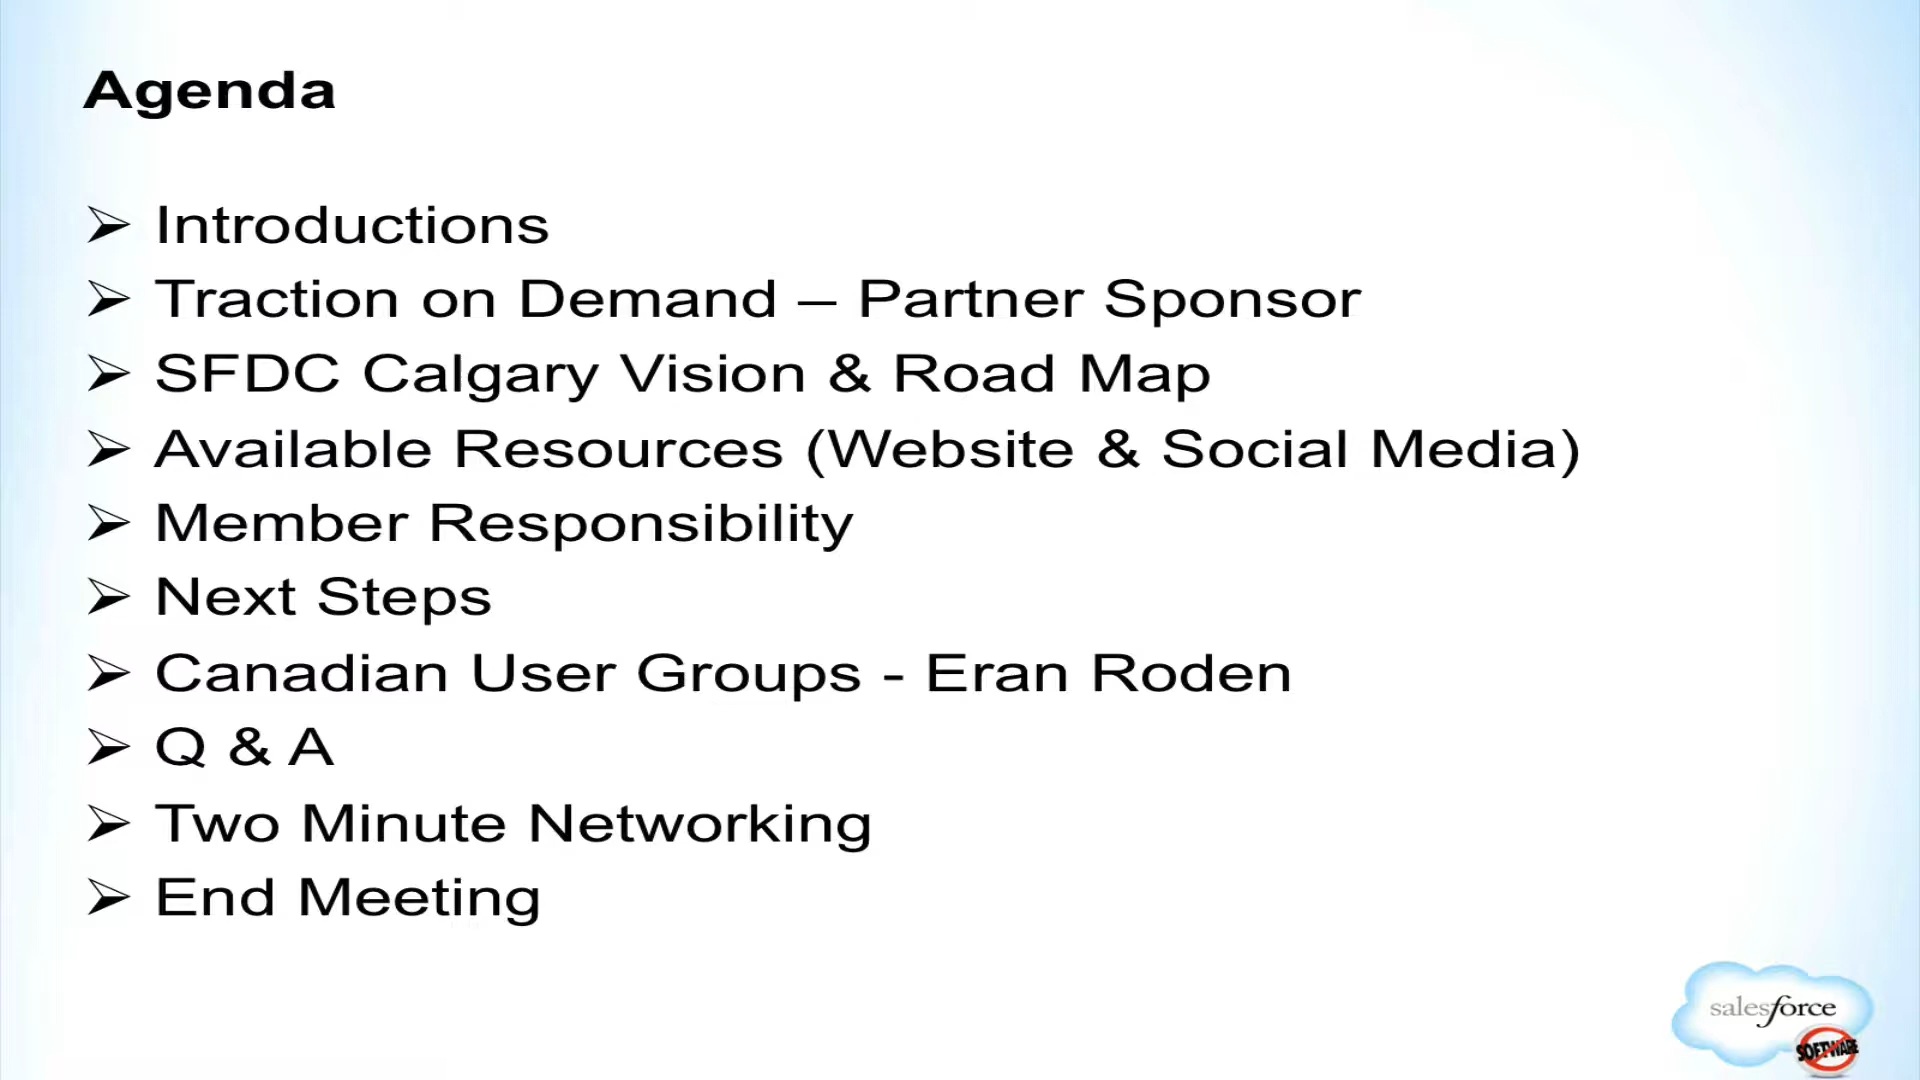 Agenda
Introductions
Traction on Demand – Partner Sponsor
SFDC Calgary Vision & Road Map
Available Resources (Website & Social Media)
Member Responsibility
Next Steps
Canadian User Groups - Eran Roden
Q & A
Two Minute Networking
End Meeting
salesforce
SOFTWARE